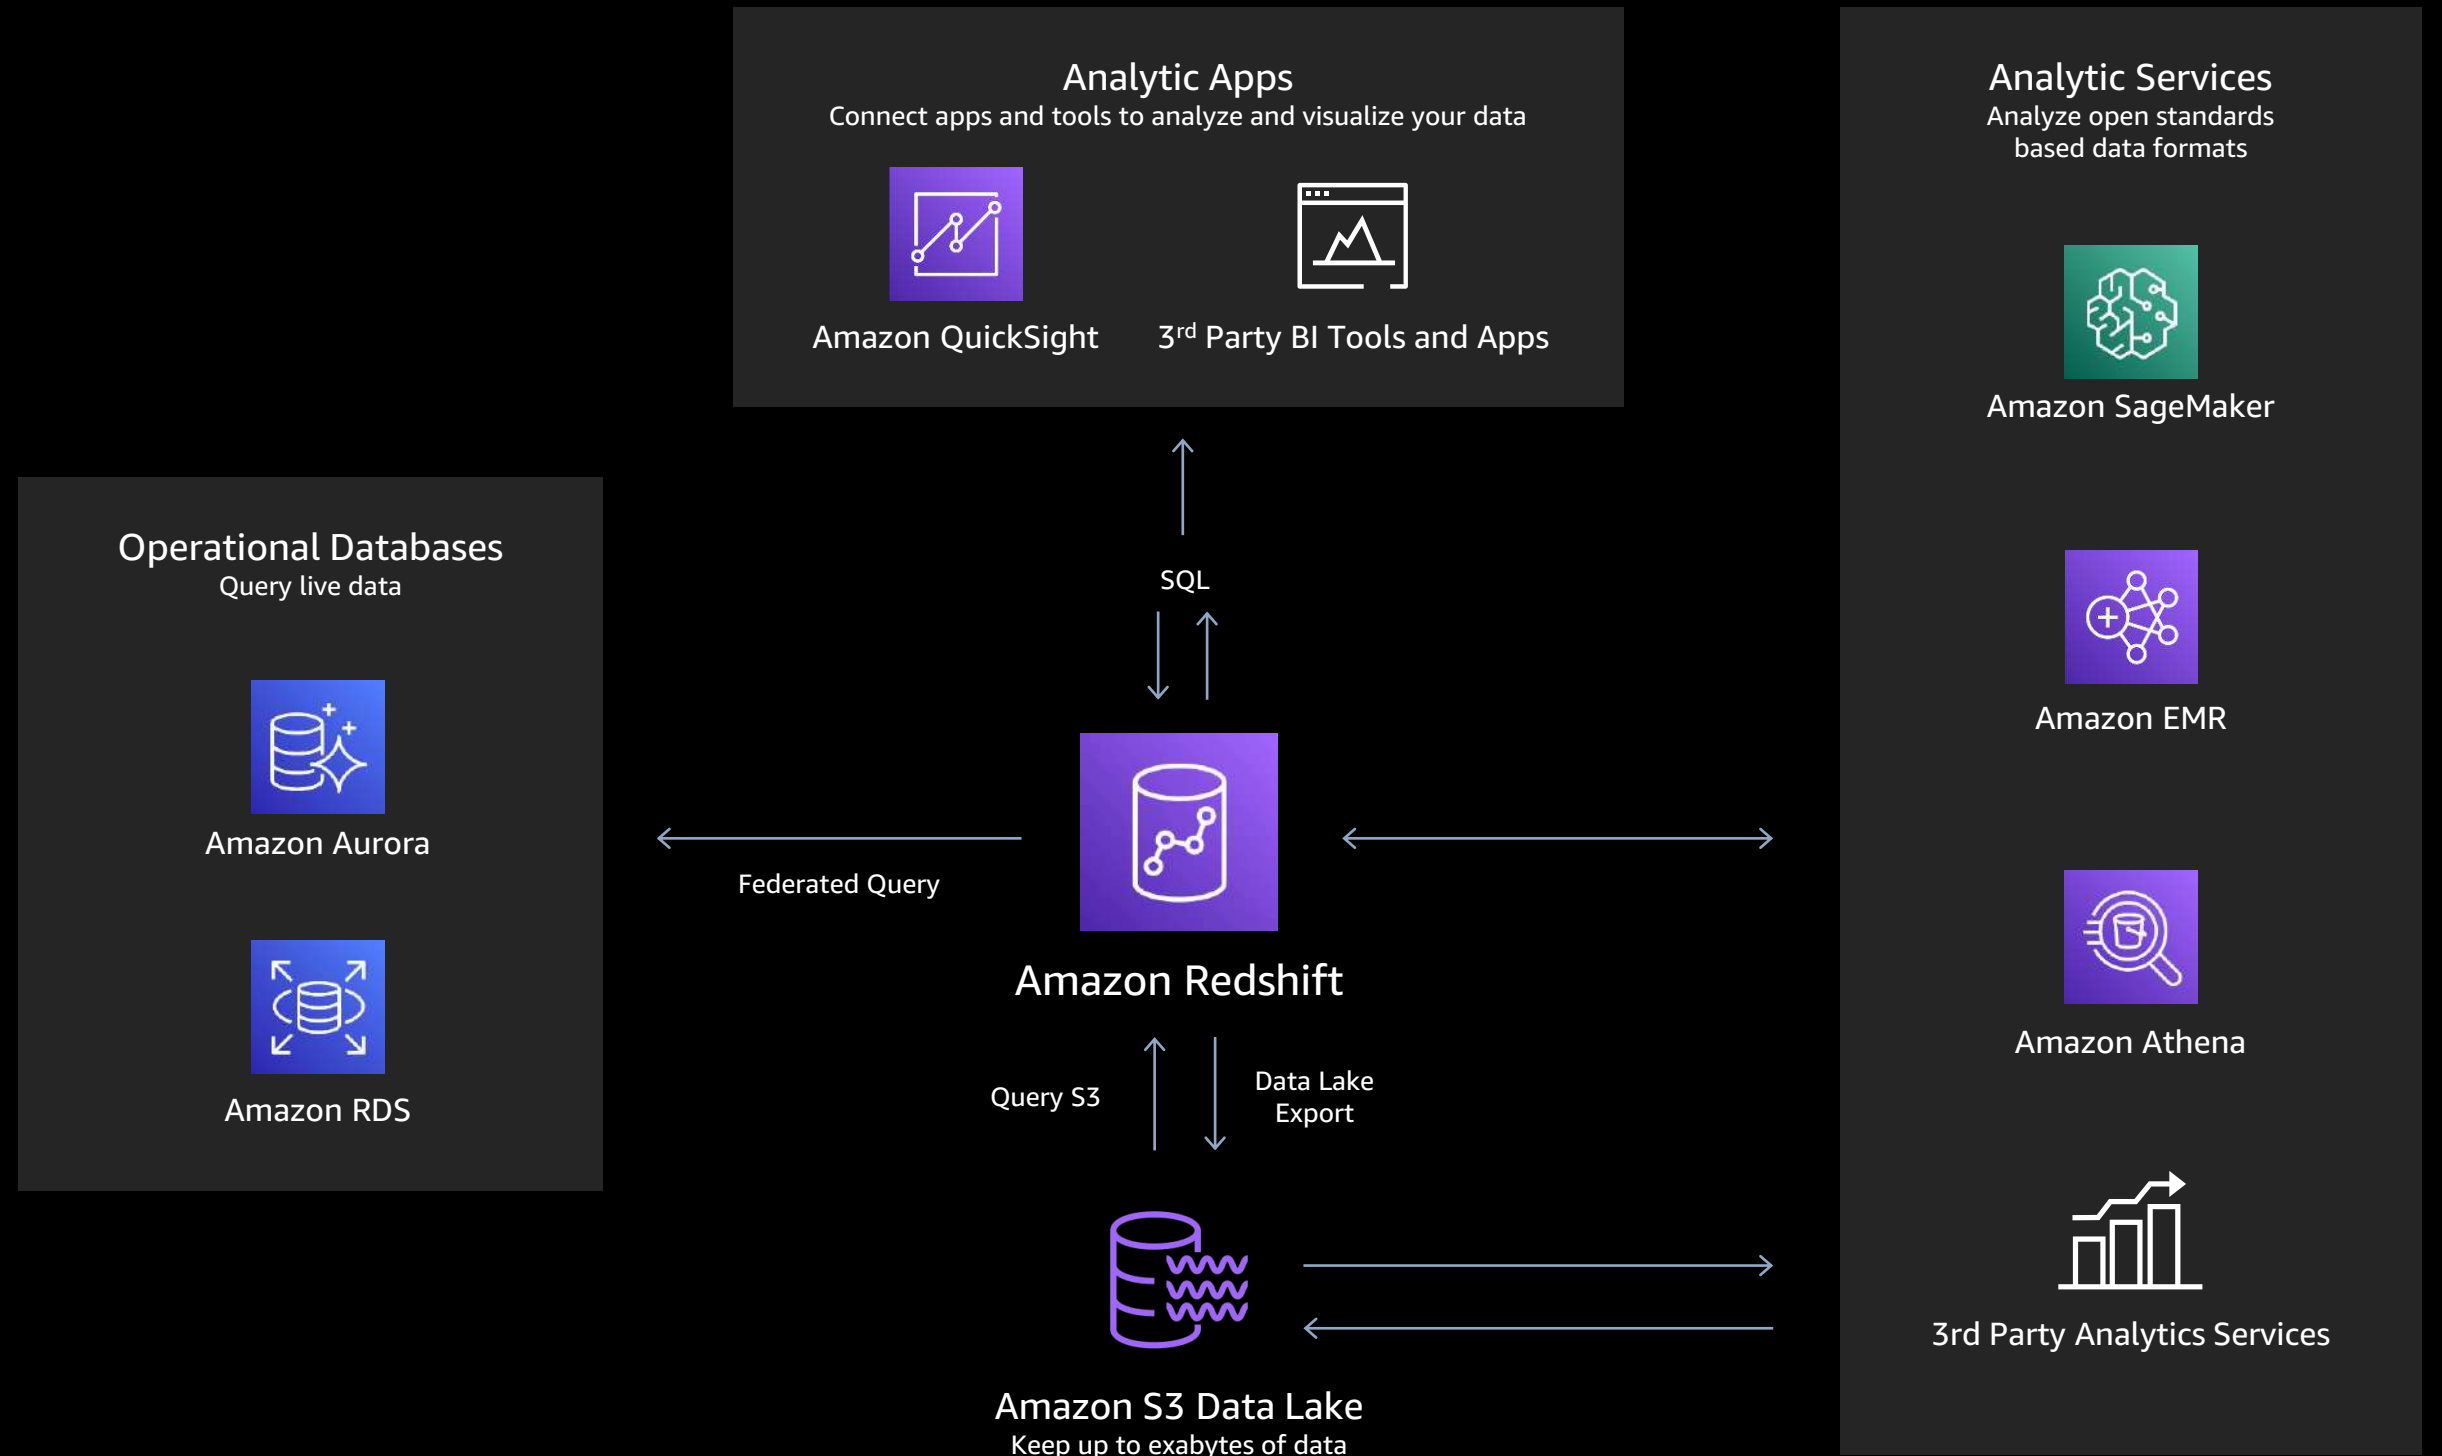 Analytic Apps
Connect apps and tools to analyze and visualize your data
Amazon QuickSight
3rd Party BI Tools and Apps
Analytic Services
Analyze open standards
based data formats
Amazon SageMaker
Amazon EMR
Amazon Athena
3rd Party Analytics Services
Operational Databases
Query live data
Amazon Aurora
Amazon RDS
SQL
Federated Query
Amazon Redshift
Query S3
Data Lake
Export
Amazon S3 Data Lake
Keep up to exabytes of data